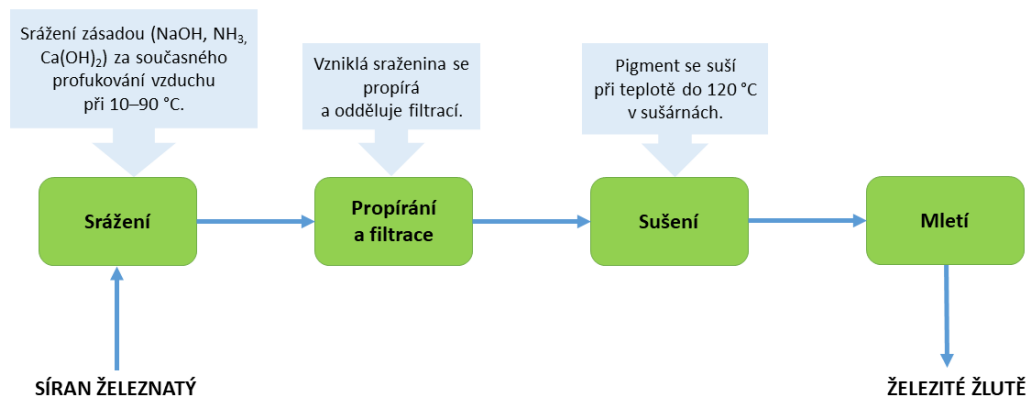 Srážení zásadou (NaOH, NH3,
Ca(OH)2) za současného
profukování vzduchu
při 10–90 °C.
Vzniklá sraženina se
propírá
a odděluje filtrací.
Pigment se suší
při teplotě do 120 °C
v sušárnách.
Srážení
Propírání
a filtrace
Sušení
Mletí
SÍRAN ŽELEZNATÝ
ŽELEZITÉ ŽLUTĚ